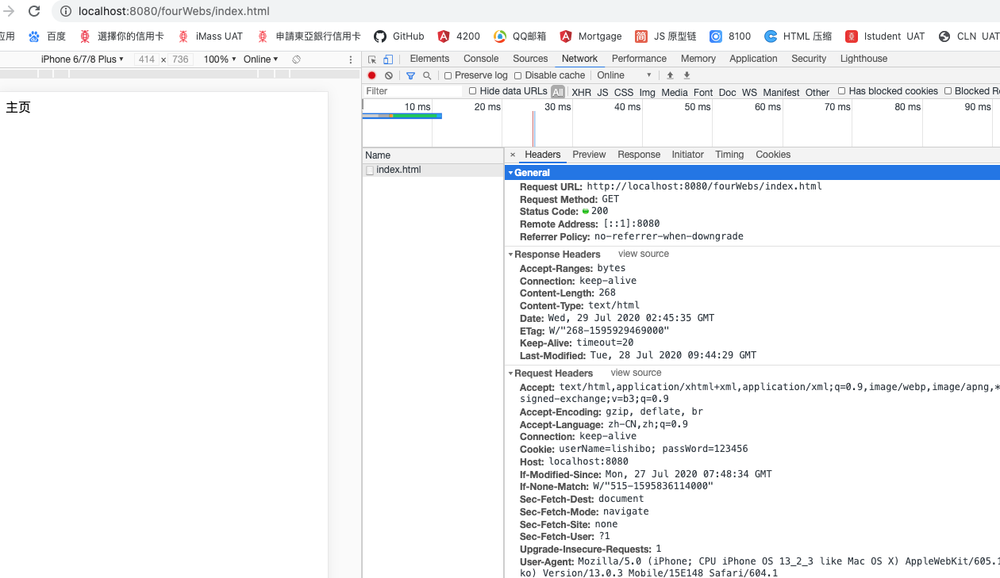 localhost:8080/fourWebs/index.html
应用 百度 選擇你的信用卡 iMass UAT 申請東亞銀行信用卡 GitHub 4200 QQ邮箱 Mortgage JS 原型链 8100 HTML 压缩 Istudent UAT CLN UAT
iPhone 6/7/8 Plus ▾ 414 × 736 100% ▾ Online ▾ Elements Console Sources Network Performance Memory Application Security Lighthouse
Preserve log Disable cache Online ▾
Filter Hide data URLs All XHR JS CSS Img Media Font Doc WS Manifest Other Has blocked cookies Blocked Re
10 ms 20 ms 30 ms 40 ms 50 ms 60 ms 70 ms 80 ms 90 ms
主页
Name × Headers Preview Response Initiator Timing Cookies
index.html
General
Request URL: http://localhost:8080/fourWebs/index.html
Request Method: GET
Status Code: 200
Remote Address: [::1]:8080
Referrer Policy: no-referrer-when-downgrade
Response Headers view source
Accept-Ranges: bytes
Connection: keep-alive
Content-Length: 268
Content-Type: text/html
Date: Wed, 29 Jul 2020 02:45:35 GMT
ETag: W/"268-1595929469000"
Keep-Alive: timeout=20
Last-Modified: Tue, 28 Jul 2020 09:44:29 GMT
Request Headers view source
Accept: text/html,application/xhtml+xml,application/xml;q=0.9,image/webp,image/apng,*
signed-exchange;v=b3;q=0.9
Accept-Encoding: gzip, deflate, br
Accept-Language: zh-CN,zh;q=0.9
Connection: keep-alive
Cookie: userName=lishibo; passWord=123456
Host: localhost:8080
If-Modified-Since: Mon, 27 Jul 2020 07:48:34 GMT
If-None-Match: W/"515-1595836114000"
Sec-Fetch-Dest: document
Sec-Fetch-Mode: navigate
Sec-Fetch-Site: none
Sec-Fetch-User: ?1
Upgrade-Insecure-Requests: 1
User-Agent: Mozilla/5.0 (iPhone; CPU iPhone OS 13_2_3 like Mac OS X) AppleWebKit/605.1
ko) Version/13.0.3 Mobile/15E148 Safari/604.1